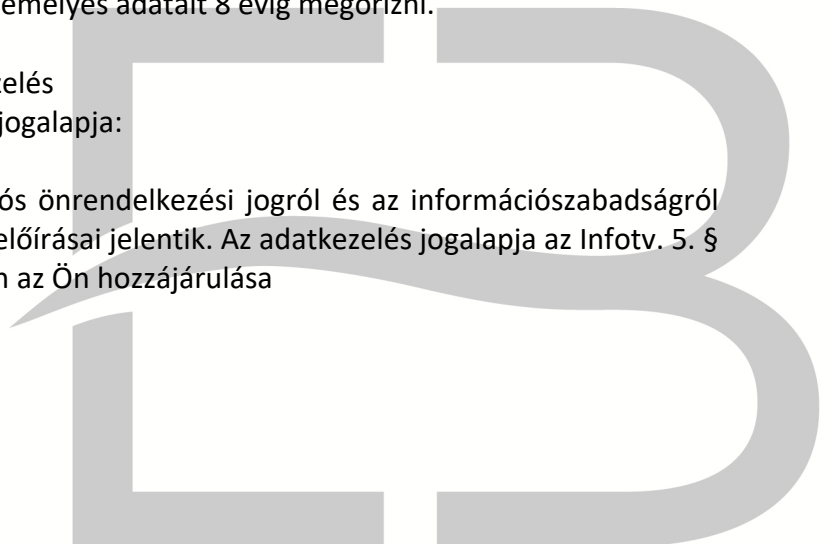 személyes adatait 8 évig megőrizni.
zelés
jogalapja:
ós önrendelkezési jogról és az információszabadságról
előírásai jelentik. Az adatkezelés jogalapja az Infotv. 5. §
n az Ön hozzájárulása